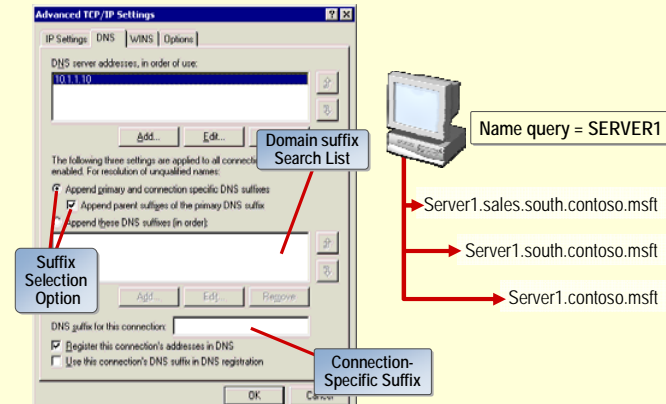 Advanced TCP/IP Settings
IP Settings DNS WINS Options
DNS server addresses, in order of use:
10.1.1.10
Add... Edit...
The following three settings are applied to all connecti
enabled. For resolution of unqualified names:
Append primary and connection specific DNS suffixes
Append parent suffixes of the primary DNS suffix
Append these DNS suffixes (in order):
Add... Edit... Remove
DNS suffix for this connection:
Register this connection's addresses in DNS
Use this connection's DNS suffix in DNS registration
OK
Domain suffix
Search List
Suffix
Selection
Option
Connection-
Specific Suffix
Name query = SERVER1
Server1.sales.south.contoso.msft
Server1.south.contoso.msft
Server1.contoso.msft